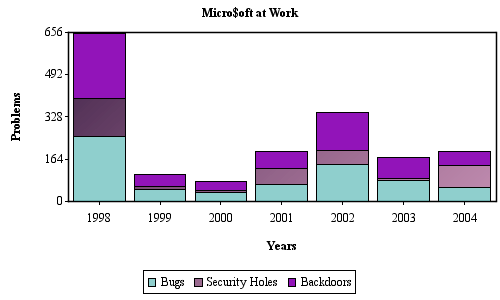 Micro$oft at Work
656
492
328
164
0
Problems
1998 1999 2000 2001 2002 2003 2004
Years
Bugs Security Holes Backdoors